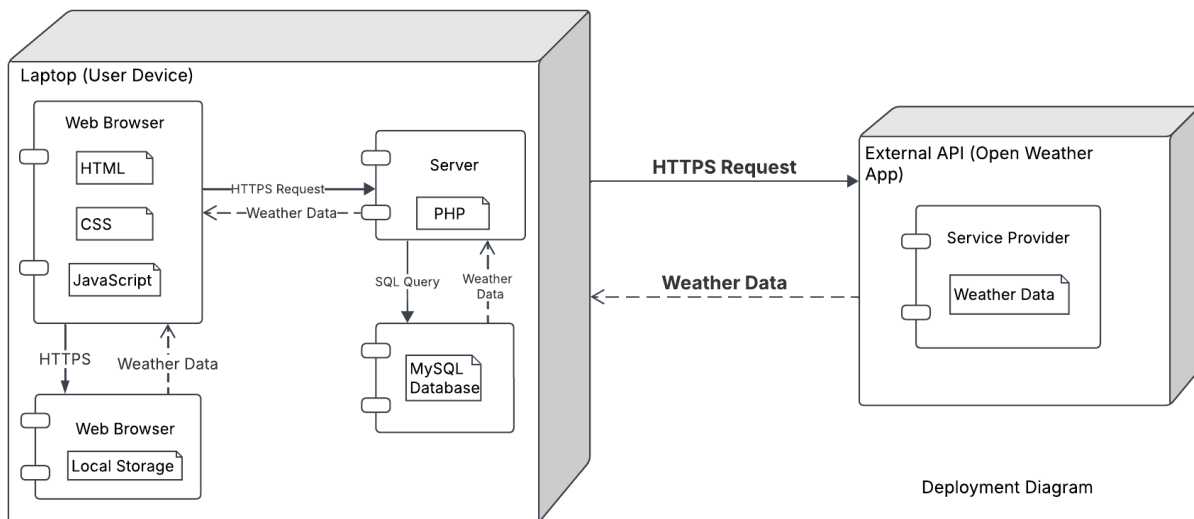 Laptop (User Device)
Web Browser
HTML
CSS
JavaScript
HTTPS Request
Weather Data
Server
PHP
SQL Query
Weather
Data
MySQL
Database
HTTPS
Weather Data
Web Browser
Local Storage
HTTPS Request
Weather Data
External API (Open Weather
App)
Service Provider
Weather Data
Deployment Diagram